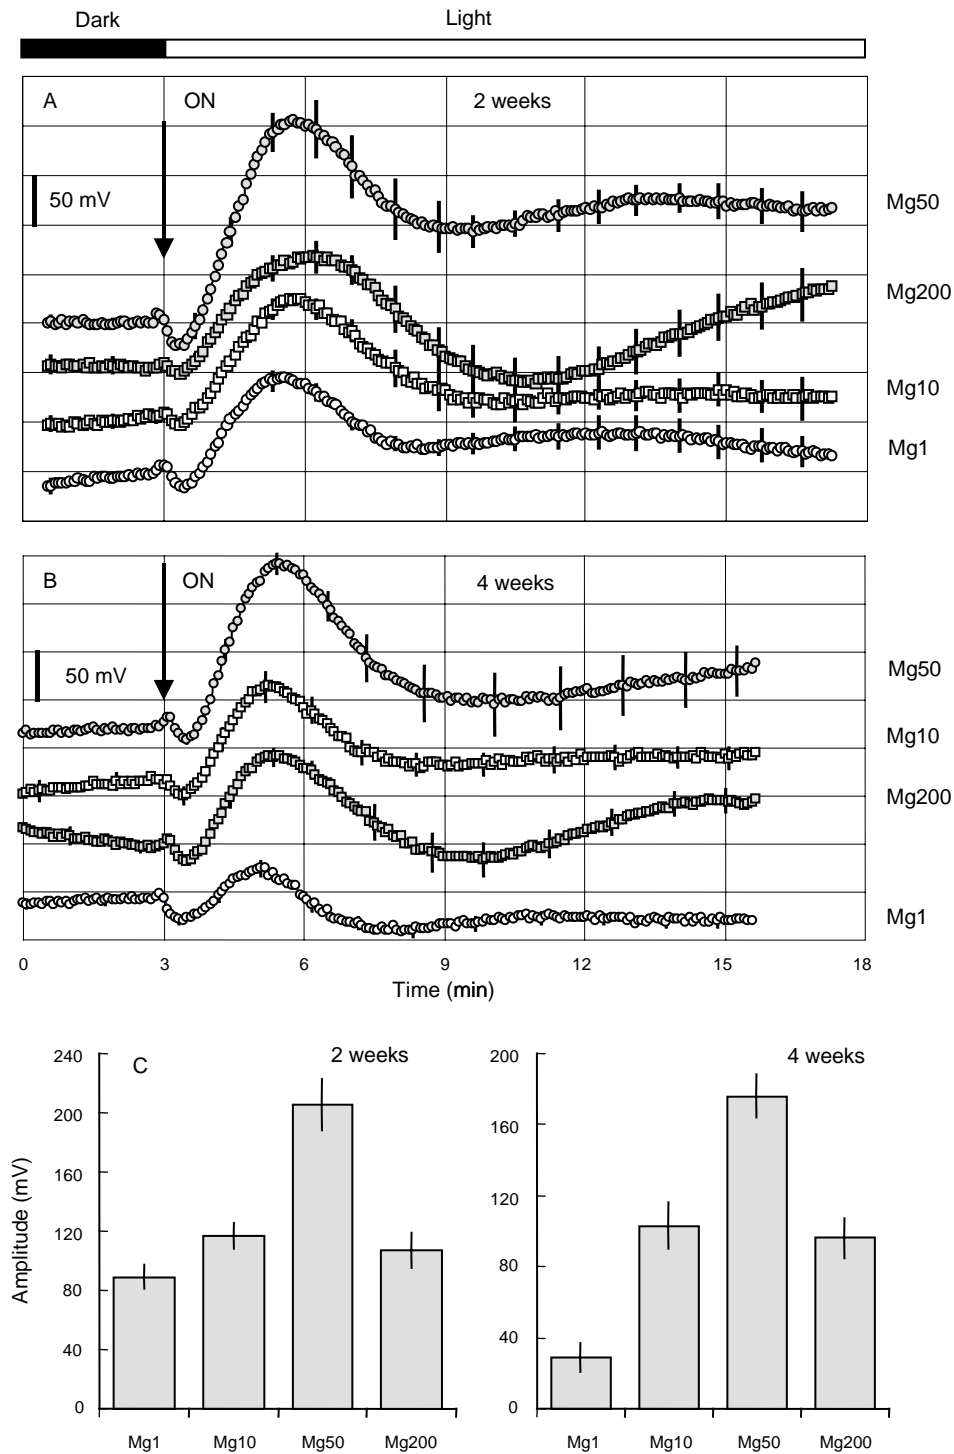 Dark
Light
A
ON
2 weeks
50 mV
Mg50
Mg200
Mg10
Mg1
B
ON
4 weeks
50 mV
Mg50
Mg10
Mg200
Mg1
0 3 6 9 12 15 18
Time (min)
C
2 weeks
240
200
160
120
80
40
0
Amplitude (mV)
Mg1 Mg10 Mg50 Mg200
4 weeks
200
160
120
80
40
0
Mg1 Mg10 Mg50 Mg200